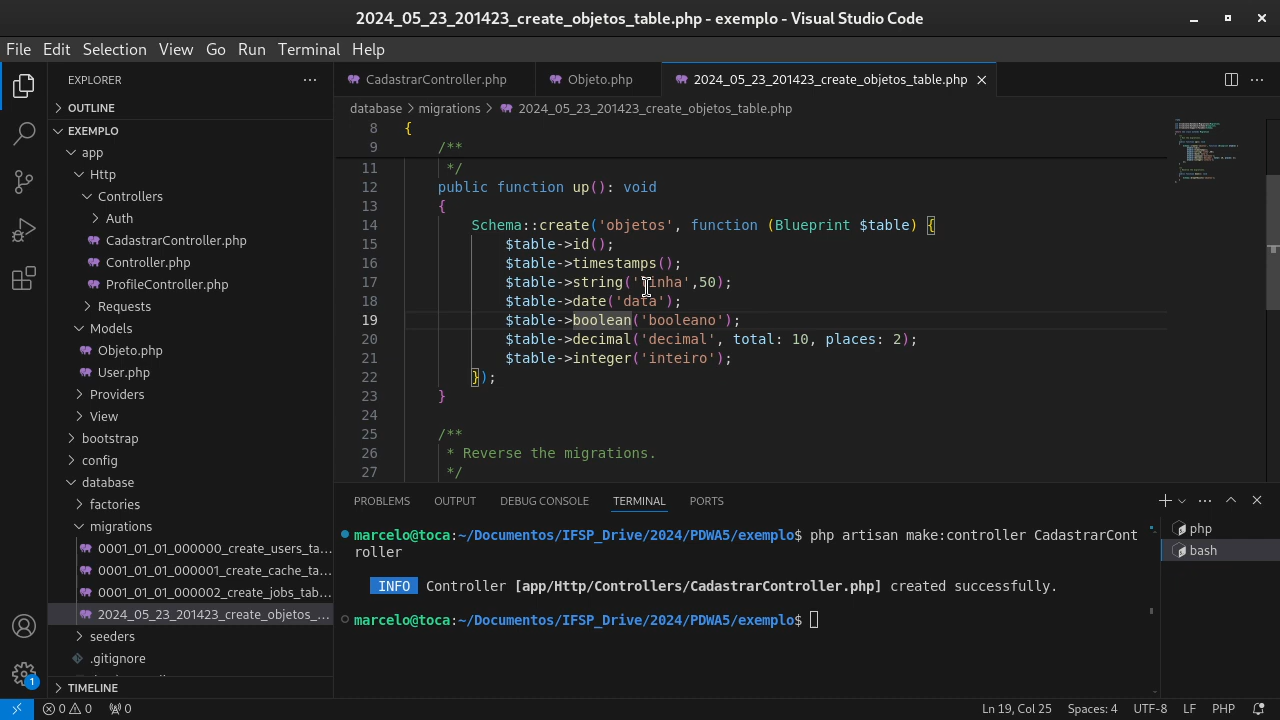 2024_05_23_201423_create_objetos_table.php - exemplo - Visual Studio Code
File Edit Selection View Go Run Terminal Help
EXPLORER
OUTLINE
EXEMPLO
app
Http
Controllers
Auth
CadastrarController.php
Controller.php
ProfileController.php
Requests
Models
Objeto.php
User.php
Providers
View
bootstrap
config
database
factories
migrations
0001_01_01_000000_create_users_ta...
0001_01_01_000001_create_cache_ta...
0001_01_01_000002_create_jobs_tab...
2024_05_23_201423_create_objetos_...
seeders
.gitignore
TIMELINE
CadastrarController.php Objeto.php 2024_05_23_201423_create_objetos_table.php
database > migrations > 2024_05_23_201423_create_objetos_table.php
8 {
9 /**
11 */
12 public function up(): void
13 {
14 Schema::create('objetos', function (Blueprint $table) {
15 $table->id();
16 $table->timestamps();
17 $table->string('linha',50);
18 $table->date('data');
19 $table->boolean('booleano');
20 $table->decimal('decimal', total: 10, places: 2);
21 $table->integer('inteiro');
22 });
23 }
24
25 /**
26 * Reverse the migrations.
27 */
PROBLEMS OUTPUT DEBUG CONSOLE TERMINAL PORTS
marcelo@toca:~/Documentos/IFSP_Drive/2024/PDWA5/exemplo$ php artisan make:controller CadastrarCont
roller
INFO Controller [app/Http/Controllers/CadastrarController.php] created successfully.
marcelo@toca:~/Documentos/IFSP_Drive/2024/PDWA5/exemplo$
php
bash
1
0 0 0 Ln 19, Col 25 Spaces: 4 UTF-8 LF PHP